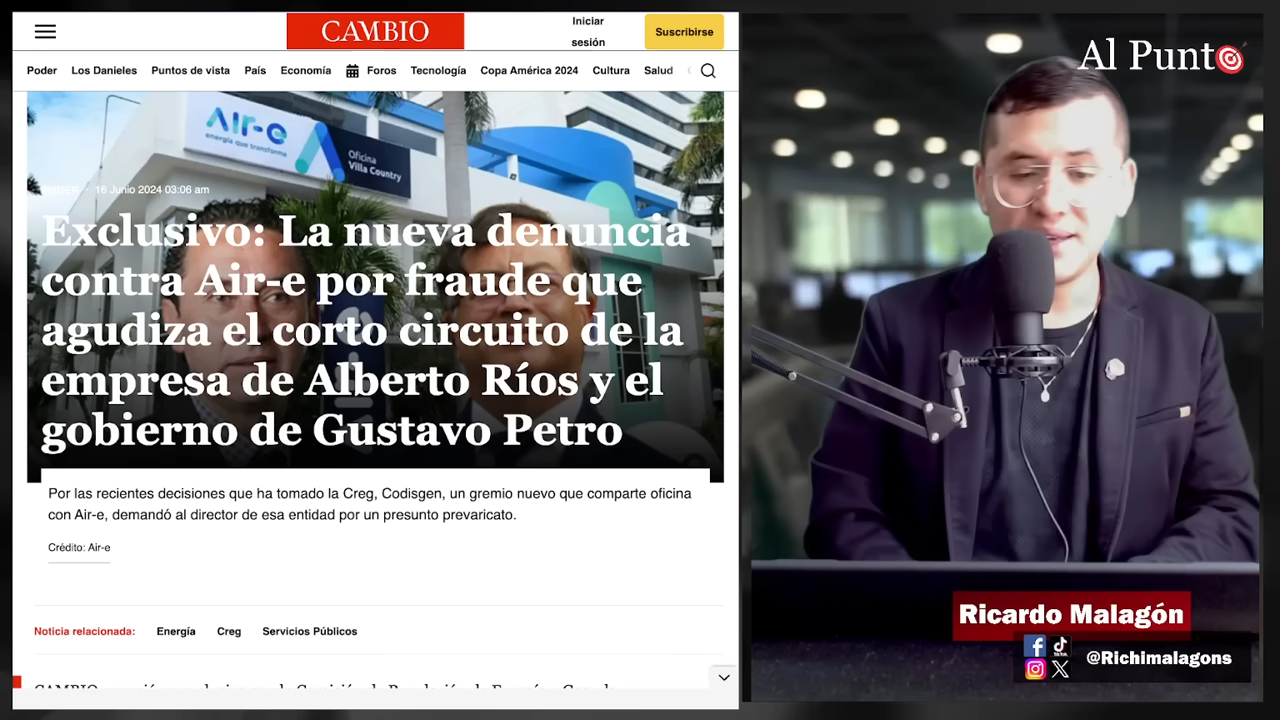 CAMBIO
Iniciar
sesión
Suscribirse
Poder Los Danieles Puntos de vista País Economía Foros Tecnología Copa América 2024 Cultura Salud
Air-e
energía que transforma
Oficina
Villa Country
16 Junio 2024 03:06 am
Exclusivo: La nueva denuncia
contra Air-e por fraude que
agudiza el corto circuito de la
empresa de Alberto Ríos y el
gobierno de Gustavo Petro
Por las recientes decisiones que ha tomado la Creg, Codisgen, un gremio nuevo que comparte oficina
con Air-e, demandó al director de esa entidad por un presunto prevaricato.
Crédito: Air-e
Noticia relacionada: Energía Creg Servicios Públicos
Al Punto
Ricardo Malagón
@Richimalagons